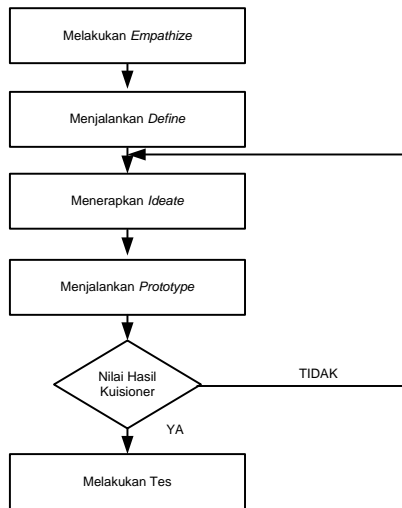 Melakukan Empathize
Menjalankan Define
Menerapkan Ideate
Menjalankan Prototype
Nilai Hasil
Kuisioner
TIDAK
YA
Melakukan Tes